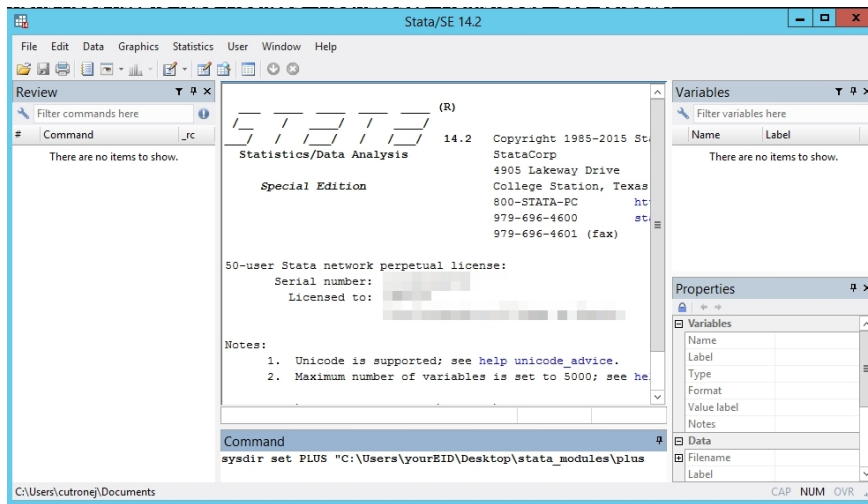 Stata/SE 14.2
File Edit Data Graphics Statistics User Window Help
Review
Filter commands here
# Command _rc
There are no items to show.
(R)
14.2 Copyright 1985-2015 Sta
Statistics/Data Analysis StataCorp
4905 Lakeway Drive
Special Edition College Station, Texas
800-STATA-PC htt
979-696-4600 sta
979-696-4601 (fax)
50-user Stata network perpetual license:
Serial number:
Licensed to:
Notes:
1. Unicode is supported; see help unicode_advice.
2. Maximum number of variables is set to 5000; see he
Command
sysdir set PLUS "C:\Users\yourEID\Desktop\stata_modules\plus
Variables
Filter variables here
Name Label
There are no items to show.
Properties
Variables
Name
Label
Type
Format
Value label
Notes
Data
Filename
Label
C:\Users\cutronej\Documents
CAP NUM OVR